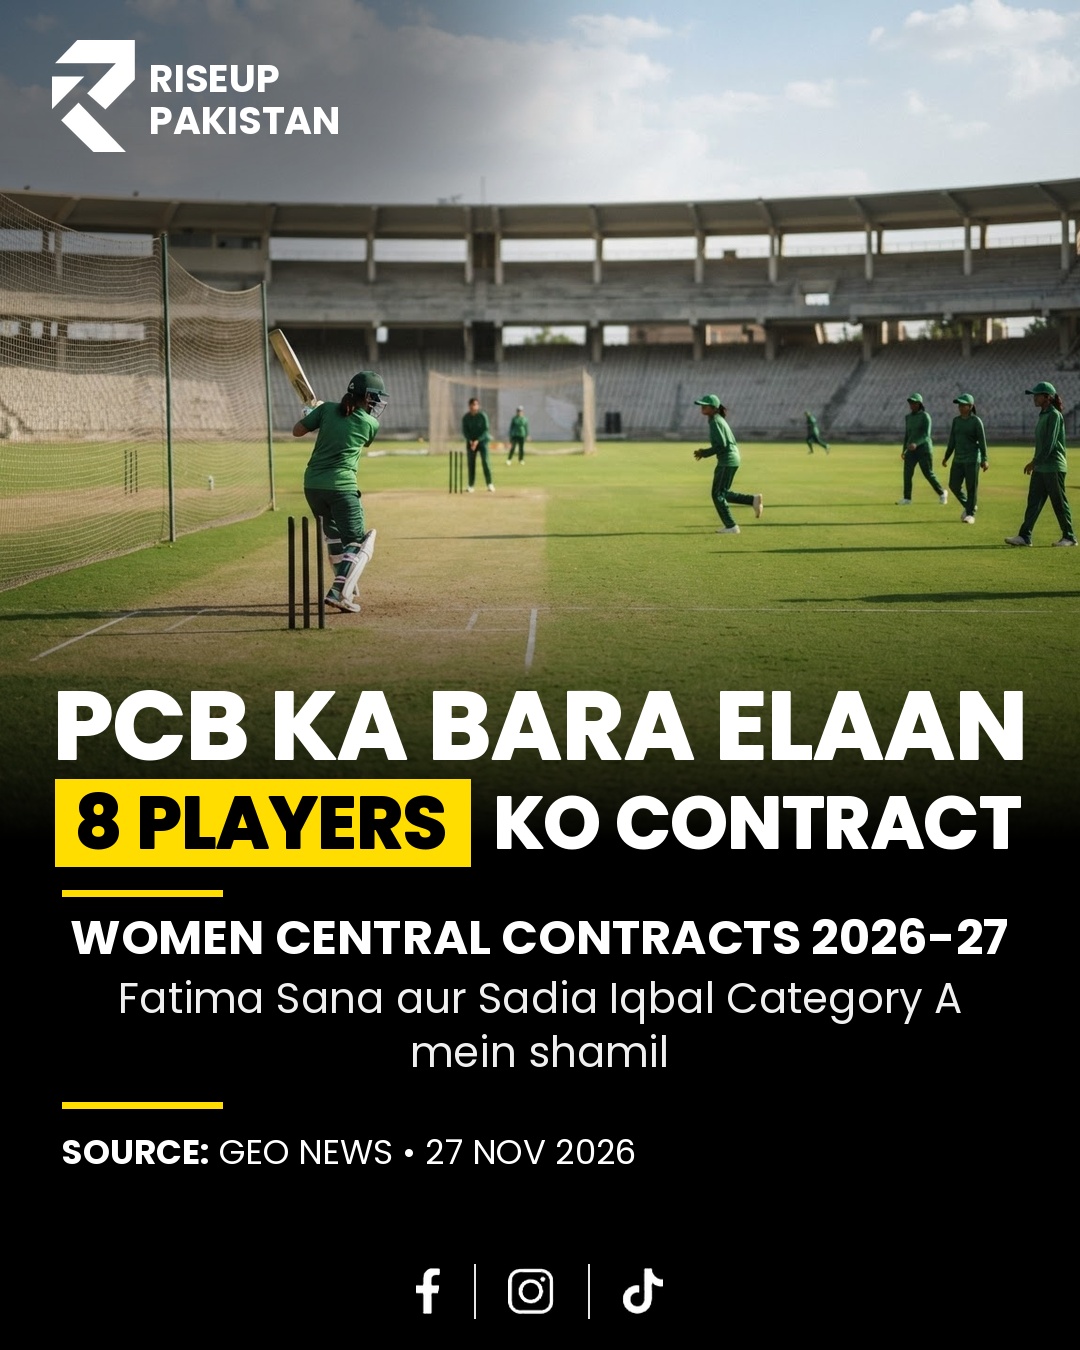 RISEUP
PAKISTAN
PCB KA BARA ELAAN
8 PLAYERS KO CONTRACT
WOMEN CENTRAL CONTRACTS 2026-27
Fatima Sana aur Sadia Iqbal Category A
mein shamil
SOURCE: GEO NEWS • 27 NOV 2026